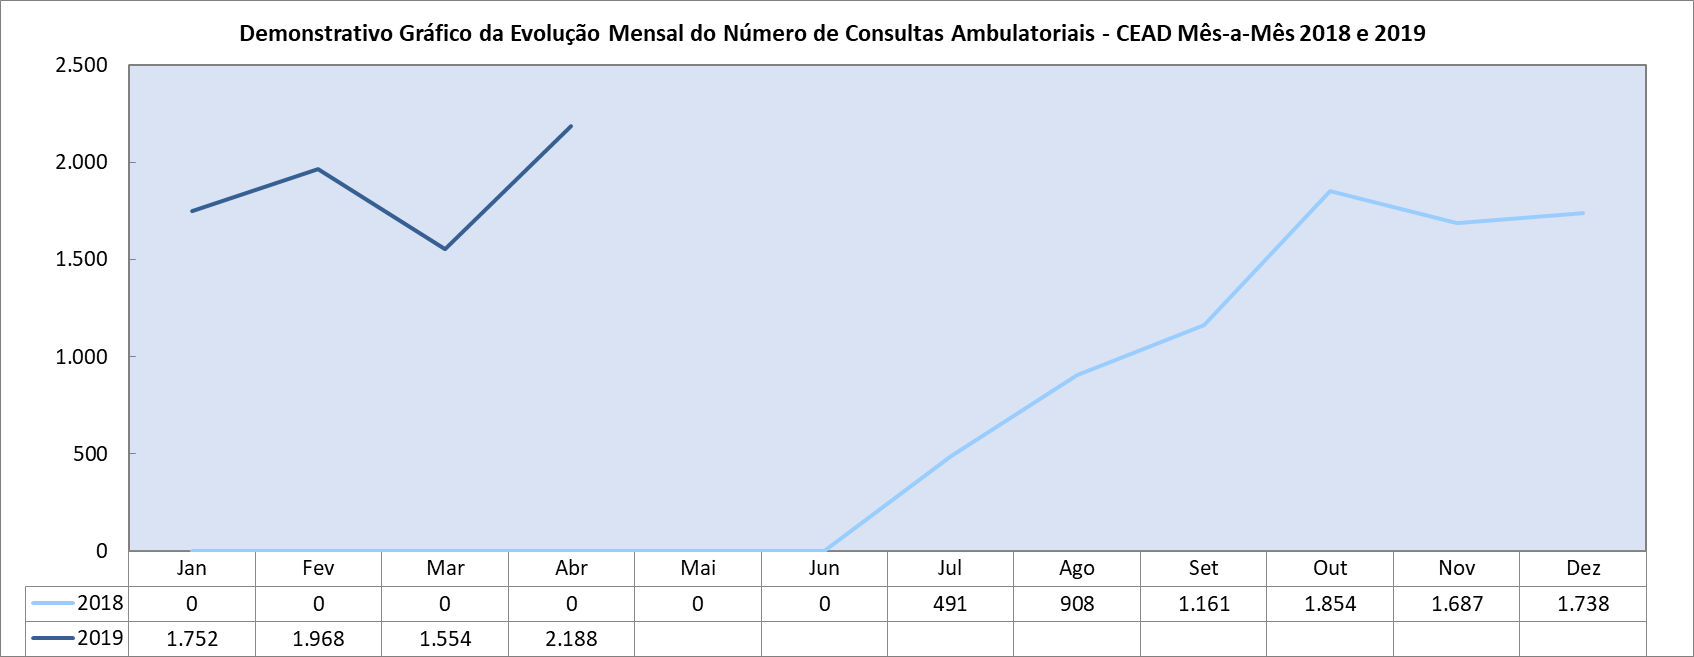 Demonstrativo Gráfico da Evolução Mensal do Número de Consultas Ambulatoriais - CEAD Mês-a-Mês 2018 e 2019
2.500
2.000
1.500
1.000
500
0
Jan Fev Mar Abr Mai Jun Jul Ago Set Out Nov Dez
2018 0 0 0 0 0 0 491 908 1.161 1.854 1.687 1.738
2019 1.752 1.968 1.554 2.188